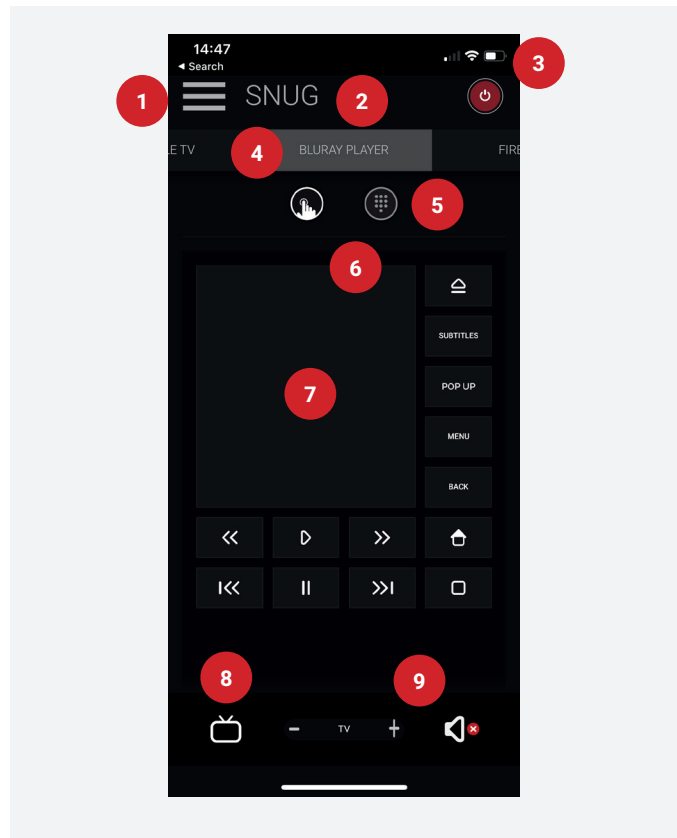 14:47
◄ Search
3
1
SNUG
2
E TV
4
BLURAY PLAYER
FIRE
5
6
SUBTITLES
7
POP UP
MENU
BACK
8
9
TV